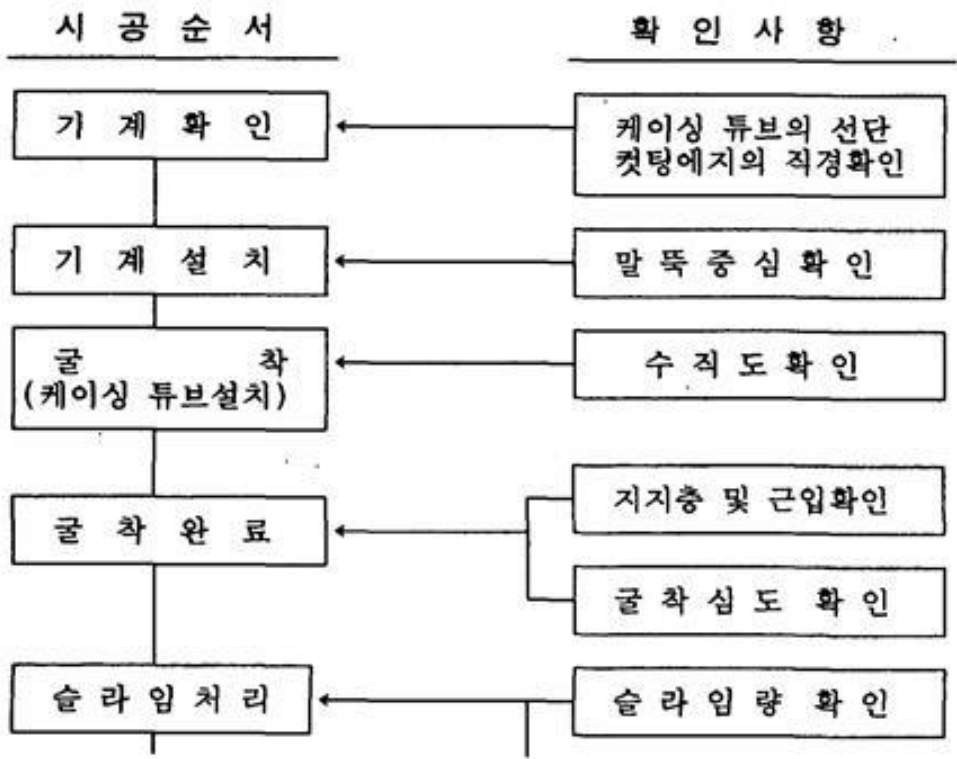 시 공 순 서
확 인 사 항
기 계 확 인
케이싱 튜브의 선단
컷팅에지의 직경확인
기 계 설 치
말 뚝 중 심 확 인
굴 착
(케이싱 튜브설치)
수 직 도 확 인
지지층 및 근입확인
굴 착 완 료
굴 착 심 도 확 인
슬 라 임 처 리
슬 라 임 량 확 인